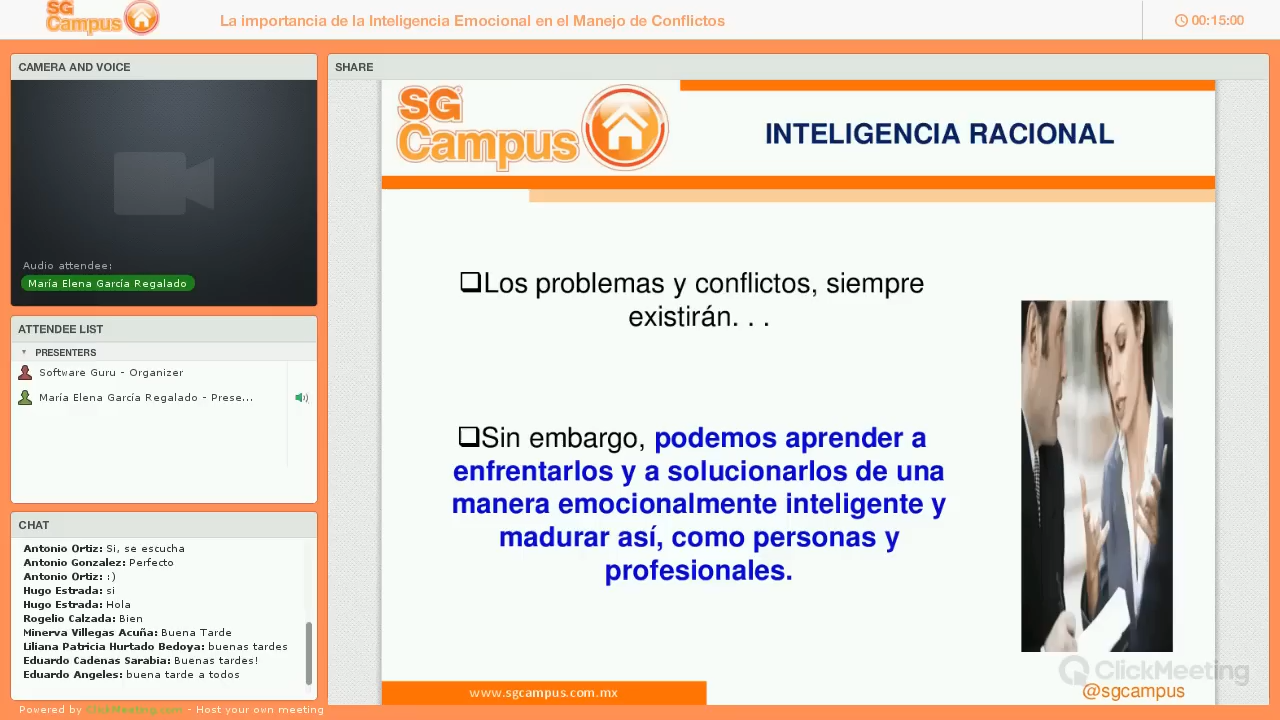 SG
Campus
La importancia de la Inteligencia Emocional en el Manejo de Conflictos
00:15:00
CAMERA AND VOICE
Audio attendee:
María Elena García Regalado
ATTENDEE LIST
PRESENTERS
Software Guru - Organizer
María Elena García Regalado - Prese...
CHAT
Antonio Ortiz: Si, se escucha
Antonio Gonzalez: Perfecto
Antonio Ortiz: :)
Hugo Estrada: si
Hugo Estrada: Hola
Rogelio Calzada: Bien
Minerva Villegas Acuña: Buena Tarde
Liliana Patricia Hurtado Bedoya: buenas tardes
Eduardo Cadenas Sarabia: Buenas tardes!
Eduardo Angeles: buena tarde a todos
Powered by ClickMeeting.com - Host your own meeting
SHARE
SG
Campus
INTELIGENCIA RACIONAL
❑Los problemas y conflictos, siempre
existirán. . .
❑Sin embargo, podemos aprender a
enfrentarlos y a solucionarlos de una
manera emocionalmente inteligente y
madurar así, como personas y
profesionales.
ClickMeeting
www.sgcampus.com.mx
@sgcampus